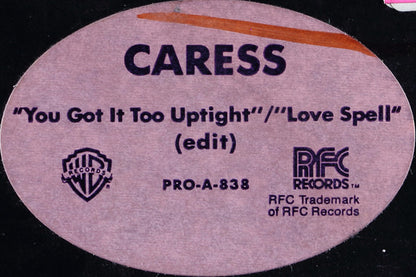 CARESS
"You Got It Too Uptight"/"Love Spell"
(edit)
WB
RECORDS
®
PRO-A-838
RFC
RECORDS™
RFC Trademark
of RFC Records